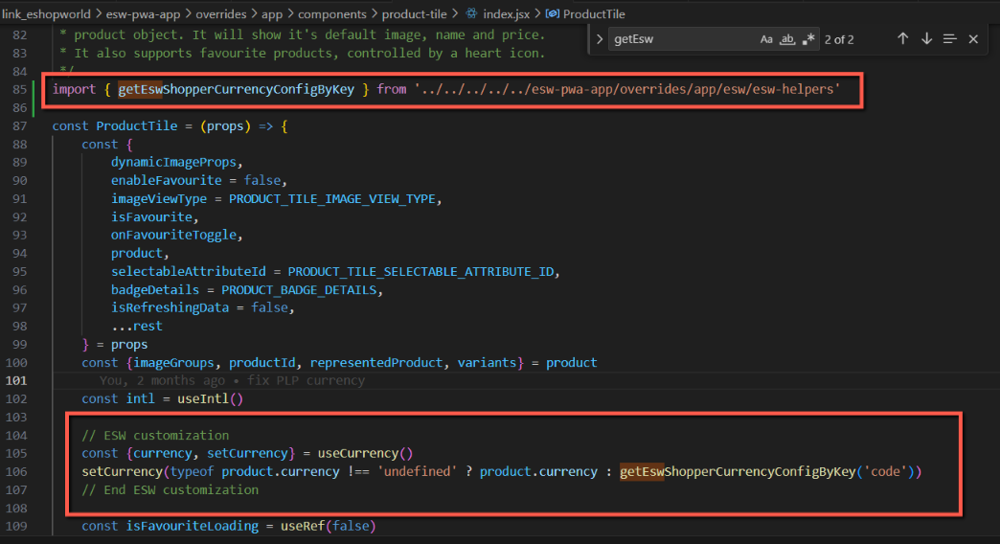 link_eshopworld > esw-pwa-app > overrides > app > components > product-tile > index.jsx > ProductTile
getEsw Aa ab .* 2 of 2
82 * product object. It will show it's default image, name and price.
83 * It also supports favourite products, controlled by a heart icon.
84 */
85 import { getEswShopperCurrencyConfigByKey } from '../../../../../esw-pwa-app/overrides/app/esw/esw-helpers'
86
87 const ProductTile = (props) => {
88 const {
89 dynamicImageProps,
90 enableFavourite = false,
91 imageViewType = PRODUCT_TILE_IMAGE_VIEW_TYPE,
92 isFavourite,
93 onFavouriteToggle,
94 product,
95 selectableAttributeId = PRODUCT_TILE_SELECTABLE_ATTRIBUTE_ID,
96 badgeDetails = PRODUCT_BADGE_DETAILS,
97 isRefreshingData = false,
98 ...rest
99 } = props
100 const {imageGroups, productId, representedProduct, variants} = product
101 You, 2 months ago • fix PLP currency
102 const intl = useIntl()
103
104 // ESW customization
105 const {currency, setCurrency} = useCurrency()
106 setCurrency(typeof product.currency !== 'undefined' ? product.currency : getEswShopperCurrencyConfigByKey('code'))
107 // End ESW customization
108
109 const isFavouriteLoading = useRef(false)